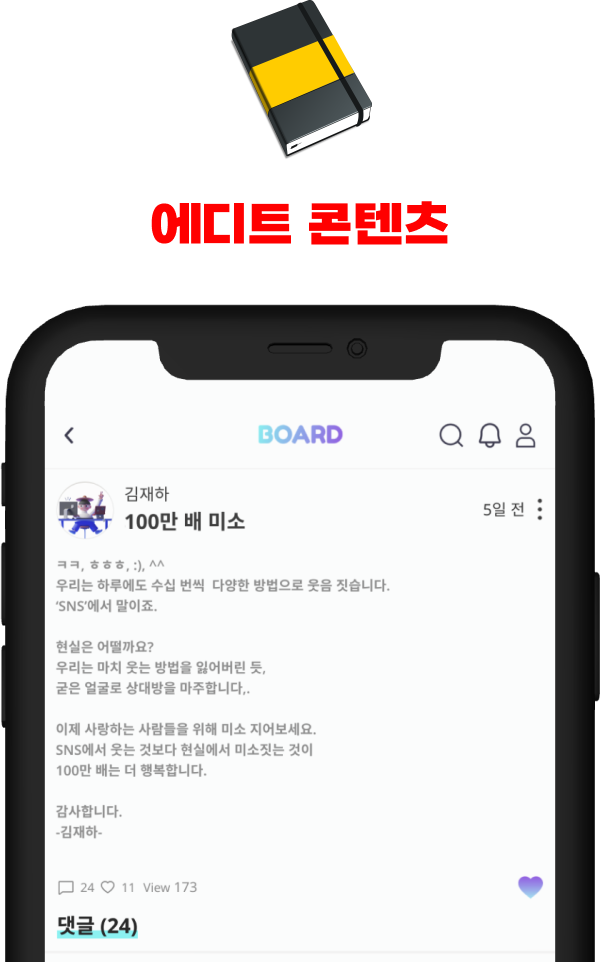 에디트 콘텐츠
BOARD
김재하
100만 배 미소
5일 전
ㅋㅋ, ㅎㅎㅎ, :), ^^
우리는 하루에도 수십 번씩 다양한 방법으로 웃음 짓습니다.
‘SNS’에서 말이죠.
현실은 어떨까요?
우리는 마치 웃는 방법을 잃어버린 듯,
굳은 얼굴로 상대방을 마주합니다,.
이제 사랑하는 사람들을 위해 미소 지어보세요.
SNS에서 웃는 것보다 현실에서 미소짓는 것이
100만 배는 더 행복합니다.
감사합니다.
-김재하-
24 11 View 173
댓글 (24)